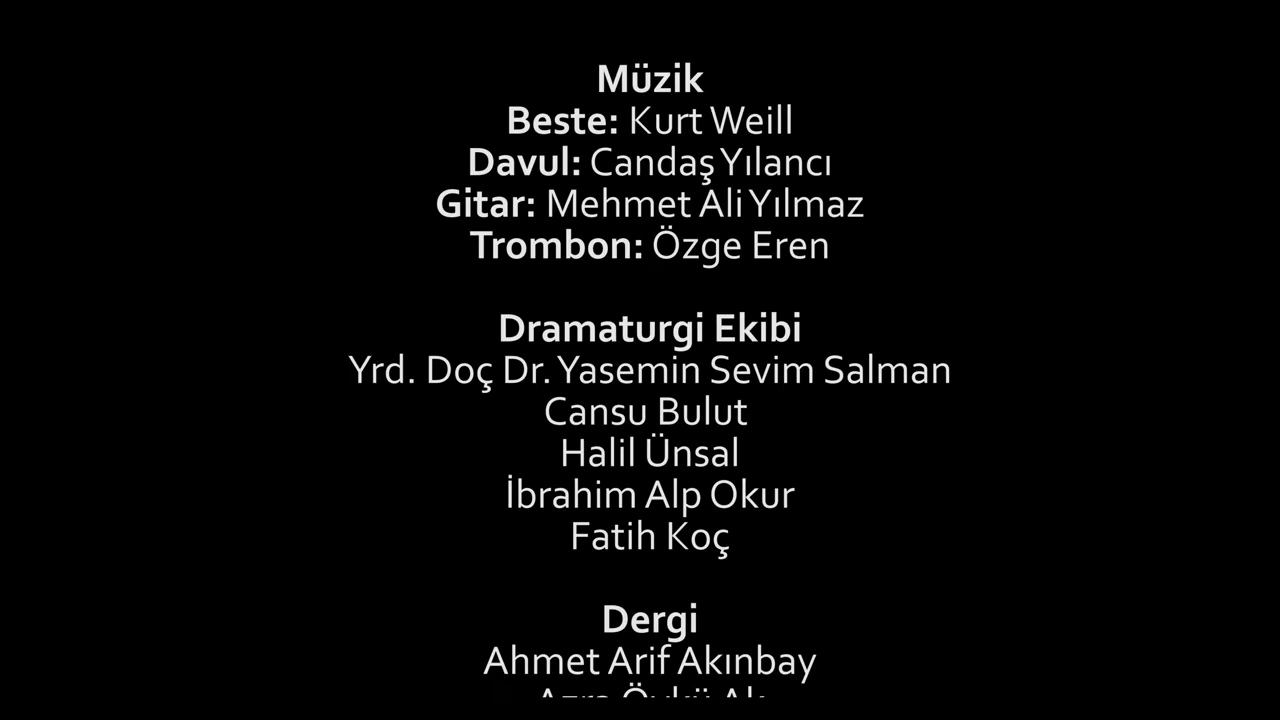 Müzik
Beste: Kurt Weill
Davul: Candaş Yılancı
Gitar: Mehmet Ali Yılmaz
Trombon: Özge Eren
Dramaturgi Ekibi
Yrd. Doç Dr. Yasemin Sevim Salman
Cansu Bulut
Halil Ünsal
İbrahim Alp Okur
Fatih Koç
Dergi
Ahmet Arif Akınbay